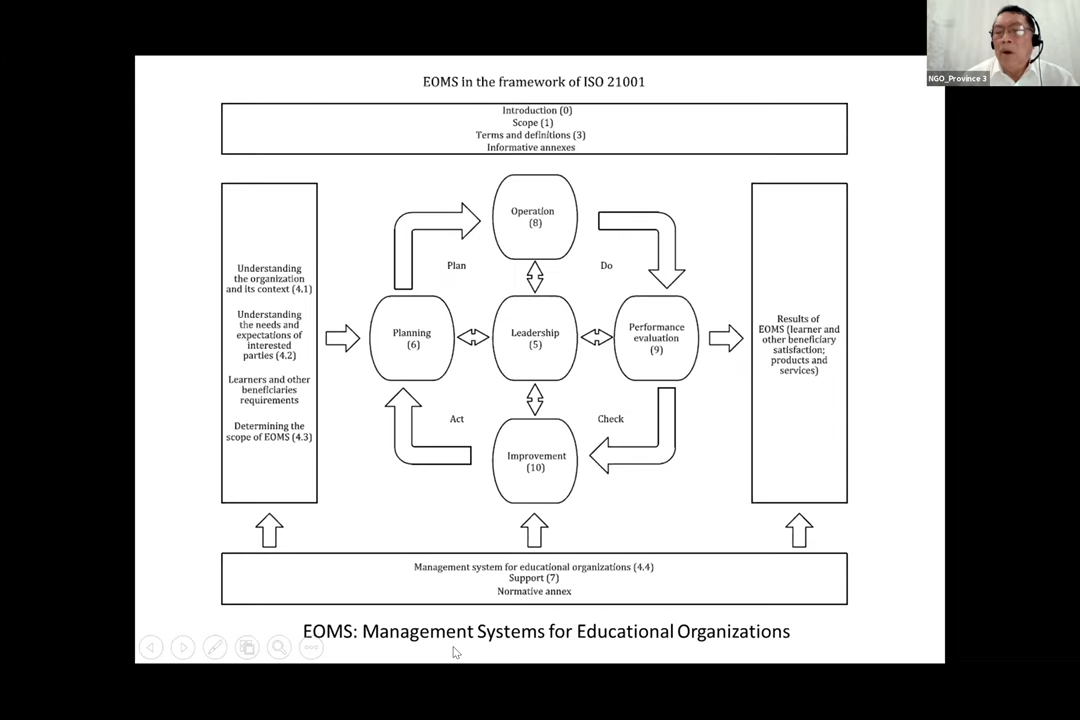 NGO_Province 3
EOMS in the framework of ISO 21001
Introduction (0)
Scope (1)
Terms and definitions (3)
Informative annexes
Understanding
the organization
and its context (4.1)
Understanding
the needs and
expectations of
interested
parties (4.2)
Learners and other
beneficiaries
requirements
Determining the
scope of EOMS (4.3)
Plan
Operation
(8)
Do
Planning
(6)
Leadership
(5)
Performance
evaluation
(9)
Act
Improvement
(10)
Check
Results of
EOMS (learner and
other beneficiary
satisfaction;
products and
services)
Management system for educational organizations (4.4)
Support (7)
Normative annex
EOMS: Management Systems for Educational Organizations